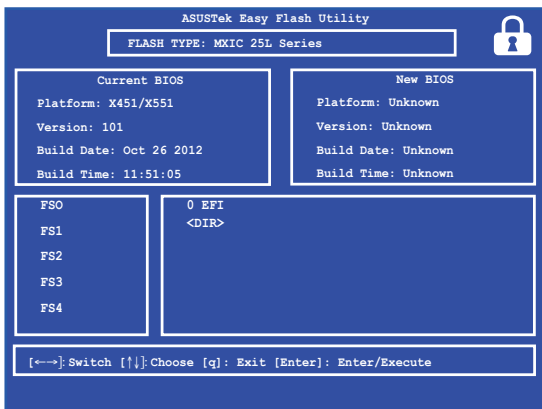 ASUSTek Easy Flash Utility
FLASH TYPE: MXIC 25L Series
Current BIOS
Platform: X451/X551
Version: 101
Build Date: Oct 26 2012
Build Time: 11:51:05
New BIOS
Platform: Unknown
Version: Unknown
Build Date: Unknown
Build Time: Unknown
FSO
FS1
FS2
FS3
FS4
0 EFI
<DIR>
[←→]: Switch [↑↓]: Choose [q]: Exit [Enter]: Enter/Execute